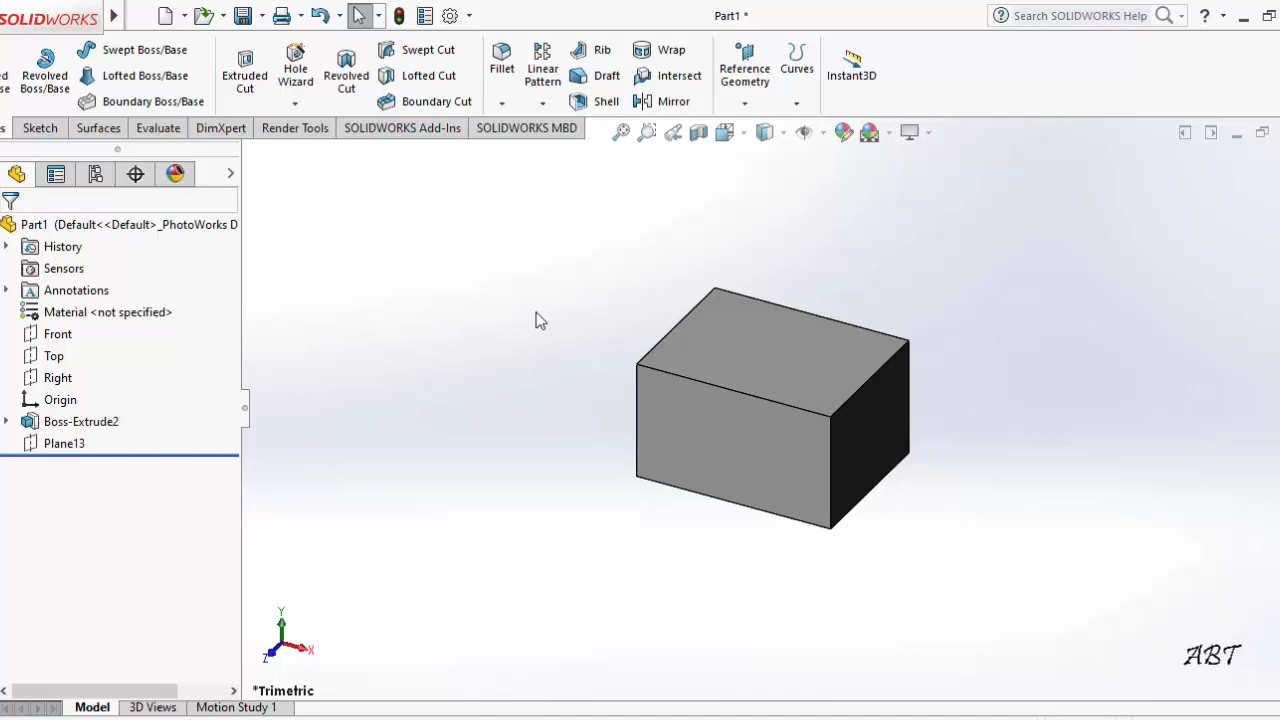 SOLIDWORKS
Part1 *
Search SOLIDWORKS Help
?
Revolved Boss/Base
Swept Boss/Base
Lofted Boss/Base
Boundary Boss/Base
Extruded Cut
Hole Wizard
Revolved Cut
Swept Cut
Lofted Cut
Boundary Cut
Fillet
Linear Pattern
Rib
Draft
Shell
Wrap
Intersect
Mirror
Reference Geometry
Curves
Instant3D
Sketch
Surfaces
Evaluate
DimXpert
Render Tools
SOLIDWORKS Add-Ins
SOLIDWORKS MBD
Part1 (Default<<Default>_PhotoWorks D
History
Sensors
Annotations
Material <not specified>
Front
Top
Right
Origin
Boss-Extrude2
Plane13
Y
X
Z
*Trimetric
ABT
Model
3D Views
Motion Study 1